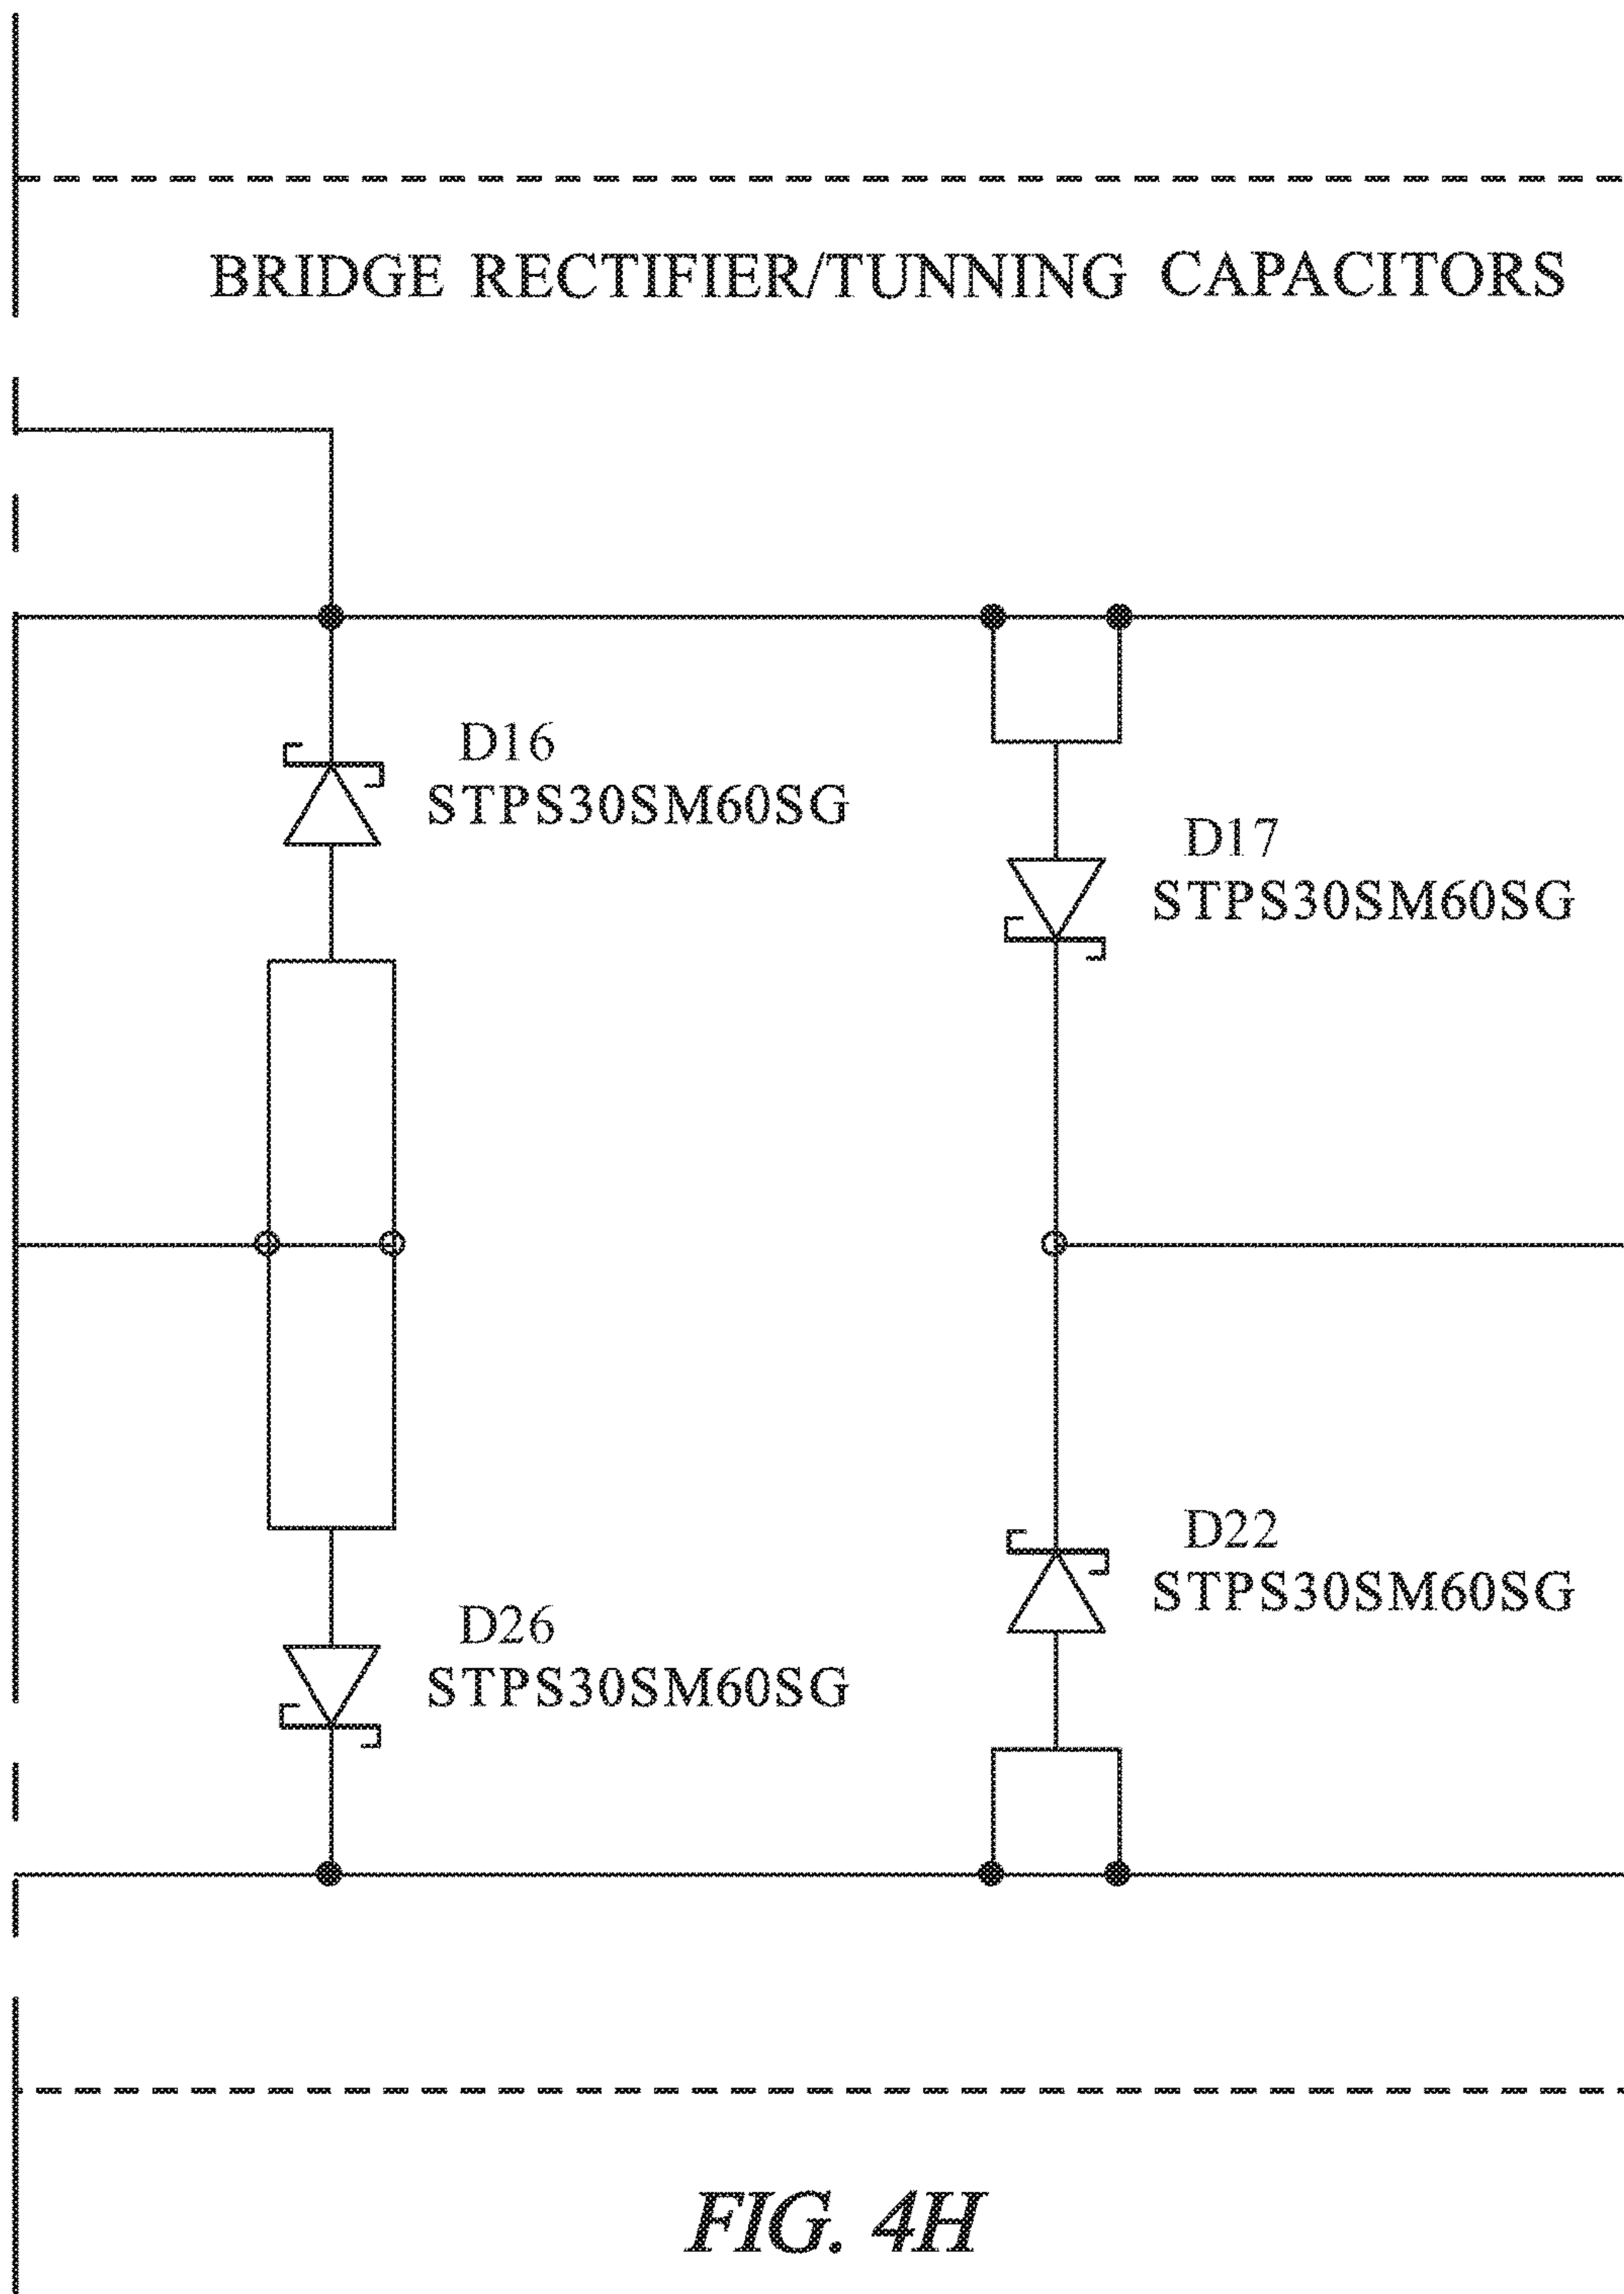 BRIDGE RECTIFIER/TUNNING CAPACITORS
D16
STPS30SM60SG
D17
STPS30SM60SG
D22
STPS30SM60SG
D26
STPS30SM60SG
FIG. 4H